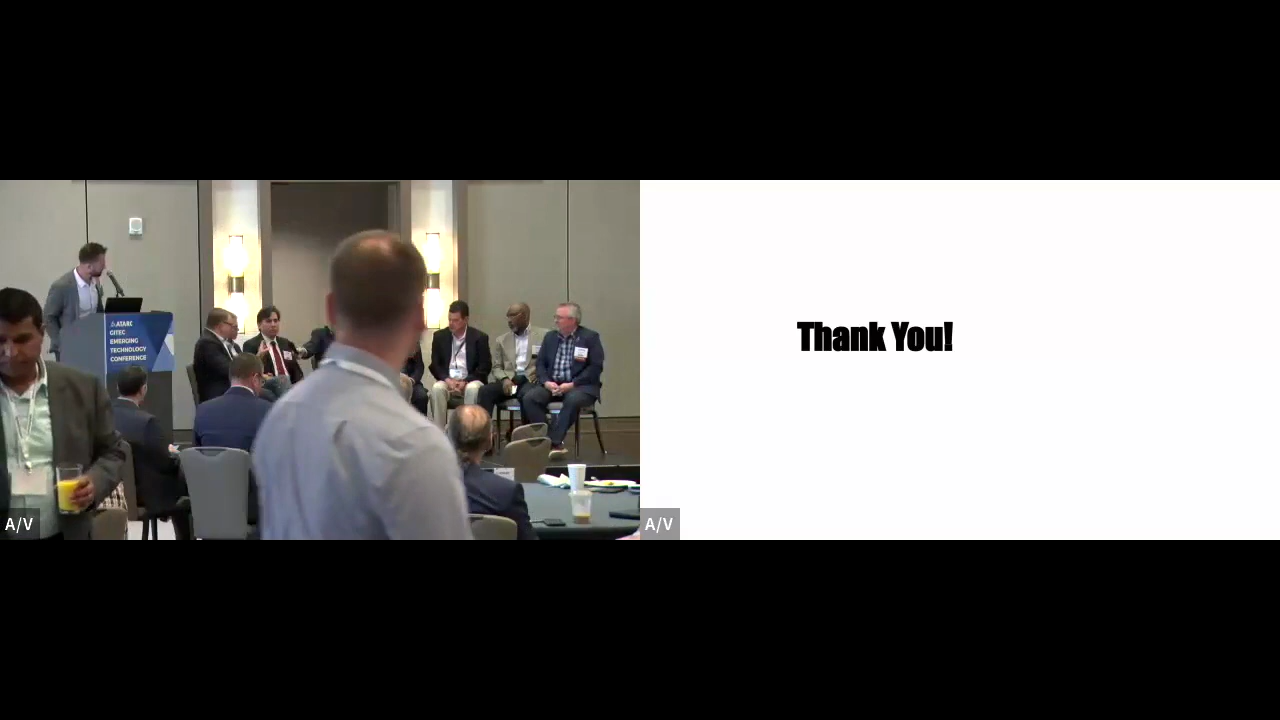 ATARC
GITEC
EMERGING
TECHNOLOGY
CONFERENCE
A/V
Thank You!
A/V